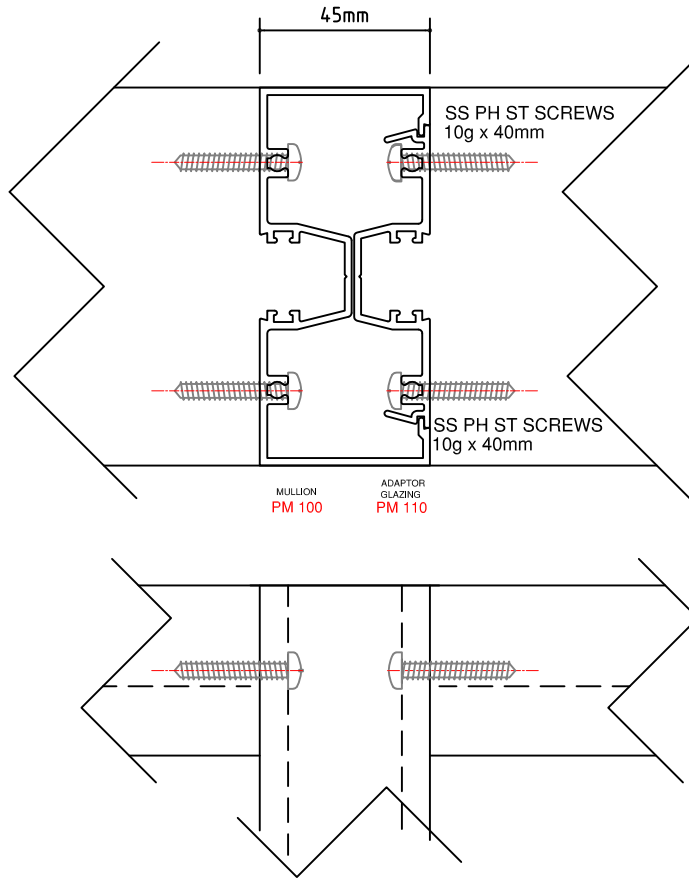 45mm
SS PH ST SCREWS
10g x 40mm
SS PH ST SCREWS
10g x 40mm
MULLION
PM 100
ADAPTOR
GLAZING
PM 110